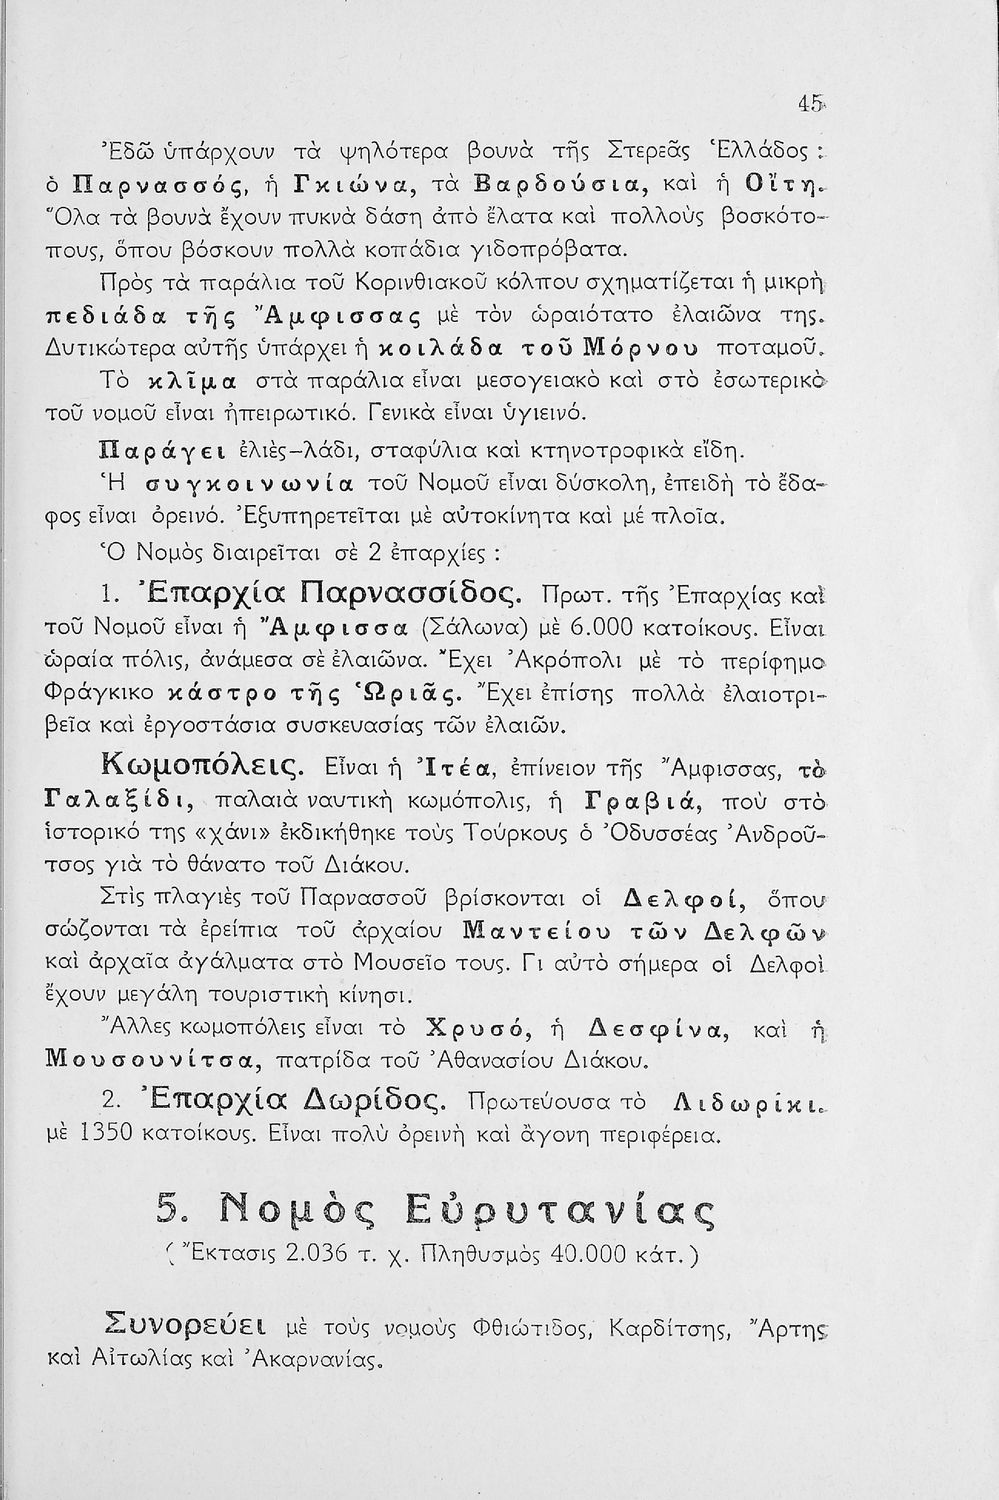 45
Ἐδῶ ὑπάρχουν τὰ ψηλότερα βουνὰ τῆς Στερεᾶς Ἑλλάδος :
ὁ Παρνασσός, ἡ Γκιώνα, τὰ Βαρδούσια, καὶ ἡ Οἴτη.
Ὅλα τὰ βουνὰ ἔχουν πυκνὰ δάση ἀπὸ ἔλατα καὶ πολλοὺς βοσκότο-
πους, ὅπου βόσκουν πολλὰ κοπάδια γιδοπρόβατα.
Πρὸς τὰ παράλια τοῦ Κορινθιακοῦ κόλπου σχηματίζεται ἡ μικρὴ
πεδιάδα τῆς Ἄμφισσας μὲ τὸν ὡραιότατο ἐλαιῶνα της.
Δυτικώτερα αὐτῆς ὑπάρχει ἡ κοιλάδα τοῦ Μόρνου ποταμοῦ.
Τὸ κλῖμα στὰ παράλια εἶναι μεσογειακὸ καὶ στὸ ἐσωτερικὸ
τοῦ νομοῦ εἶναι ἠπειρωτικό. Γενικὰ εἶναι ὑγιεινό.
Παράγει ἐλιὲς-λάδι, σταφύλια καὶ κτηνοτροφικὰ εἴδη.
Ἡ συγκοινωνία τοῦ Νομοῦ εἶναι δύσκολη, ἐπειδὴ τὸ ἔδα-
φος εἶναι ὀρεινό. Ἐξυπηρετεῖται μὲ αὐτοκίνητα καὶ μέ πλοῖα.
Ὁ Νομὸς διαιρεῖται σὲ 2 ἐπαρχίες :
1. Ἐπαρχία Παρνασσίδος. Πρωτ. τῆς Ἐπαρχίας καὶ
τοῦ Νομοῦ εἶναι ἡ Ἄμφισσα (Σάλωνα) μὲ 6.000 κατοίκους. Εἶναι
ὡραία πόλις, ἀνάμεσα σὲ ἐλαιῶνα. Ἔχει Ἀκρόπολι μὲ τὸ περίφημο
Φράγκικο κάστρο τῆς Ὡριᾶς. Ἔχει ἐπίσης πολλὰ ἐλαιοτρι-
βεῖα καὶ ἐργοστάσια συσκευασίας τῶν ἐλαιῶν.
Κωμοπόλεις. Εἶναι ἡ Ἰτέα, ἐπίνειον τῆς Ἄμφισσας, τὸ
Γαλαξίδι, παλαιὰ ναυτικὴ κωμόπολις, ἡ Γραβιά, ποὺ στὸ
ἱστορικό της «χάνι» ἐκδικήθηκε τοὺς Τούρκους ὁ Ὀδυσσέας Ἀνδροῦ-
τσος γιὰ τὸ θάνατο τοῦ Διάκου.
Στὶς πλαγιὲς τοῦ Παρνασσοῦ βρίσκονται οἱ Δελφοί, ὅπου
σώζονται τὰ ἐρείπια τοῦ ἀρχαίου Μαντείου τῶν Δελφῶν
καὶ ἀρχαῖα ἀγάλματα στὸ Μουσεῖο τους. Γι αὐτὸ σήμερα οἱ Δελφοὶ
ἔχουν μεγάλη τουριστικὴ κίνησι.
Ἄλλες κωμοπόλεις εἶναι τὸ Χρυσό, ἡ Δεσφίνα, καὶ ἡ
Μουσουνίτσα, πατρίδα τοῦ Ἀθανασίου Διάκου.
2. Ἐπαρχία Δωρίδος. Πρωτεύουσα τὸ Λιδωρίκι.
μὲ 1350 κατοίκους. Εἶναι πολὺ ὀρεινὴ καὶ ἄγονη περιφέρεια.
5. Νομὸς Εὐρυτανίας
( Ἔκτασις 2.036 τ. χ. Πληθυσμὸς 40.000 κάτ.)
Συνορεύει μὲ τοὺς νομοὺς Φθιώτιδος, Καρδίτσης, Ἄρτης
καὶ Αἰτωλίας καὶ Ἀκαρνανίας.